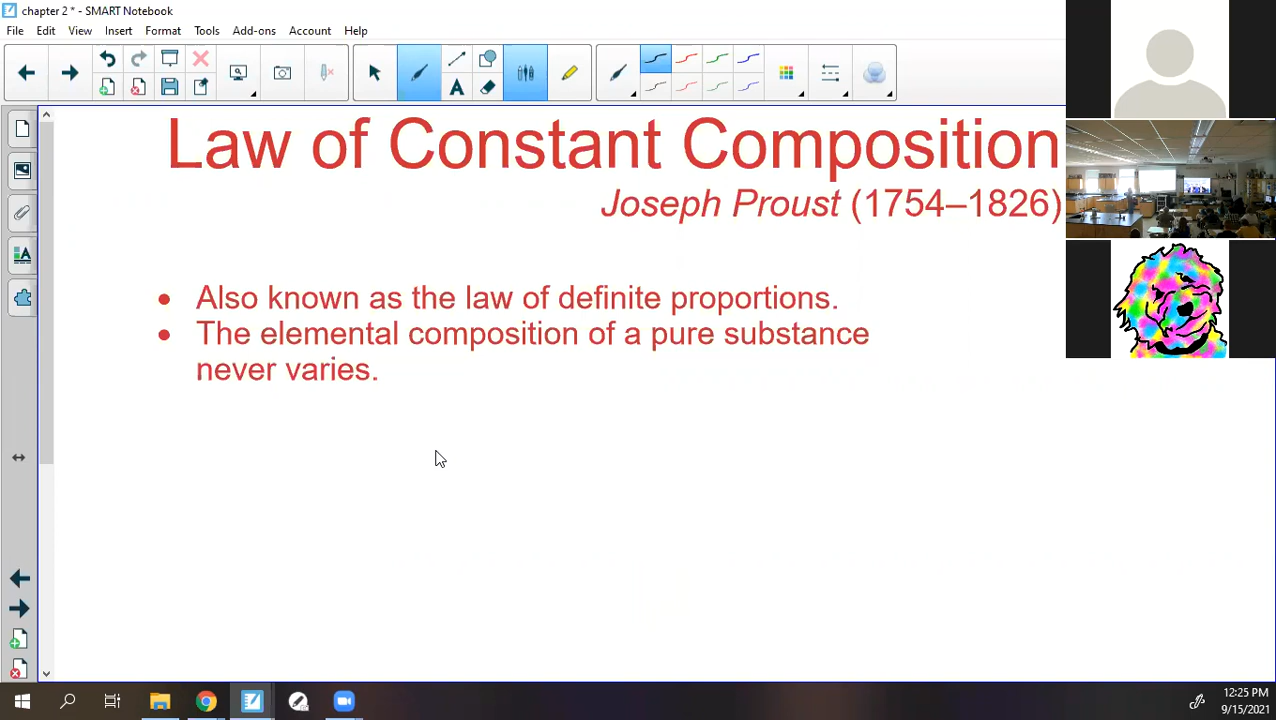 chapter 2 * - SMART Notebook
File Edit View Insert Format Tools Add-ons Account Help
Law of Constant Composition
Joseph Proust (1754–1826)
• Also known as the law of definite proportions.
• The elemental composition of a pure substance
never varies.
12:25 PM
9/15/2021